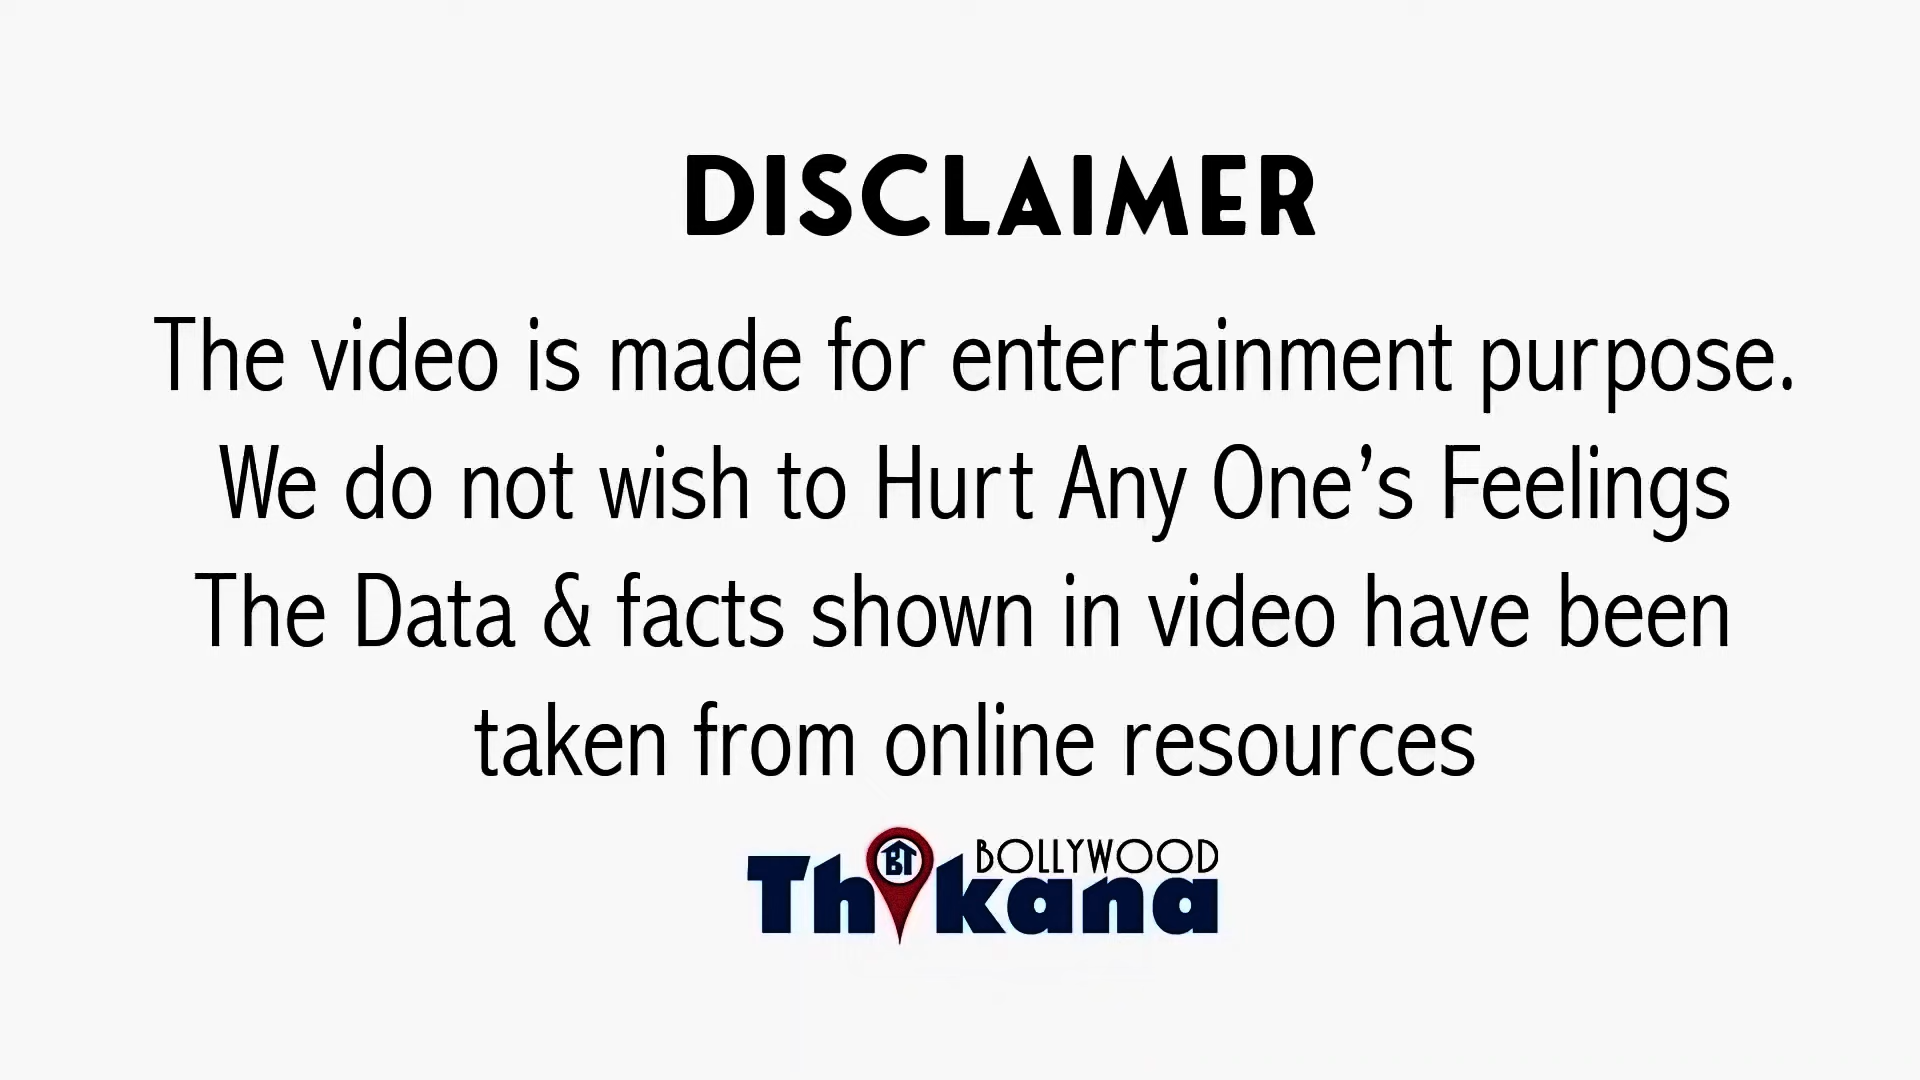 DISCLAIMER
The video is made for entertainment purpose.
We do not wish to Hurt Any One’s Feelings
The Data & facts shown in video have been
taken from online resources
BOLLYWOOD
BT
Thikana